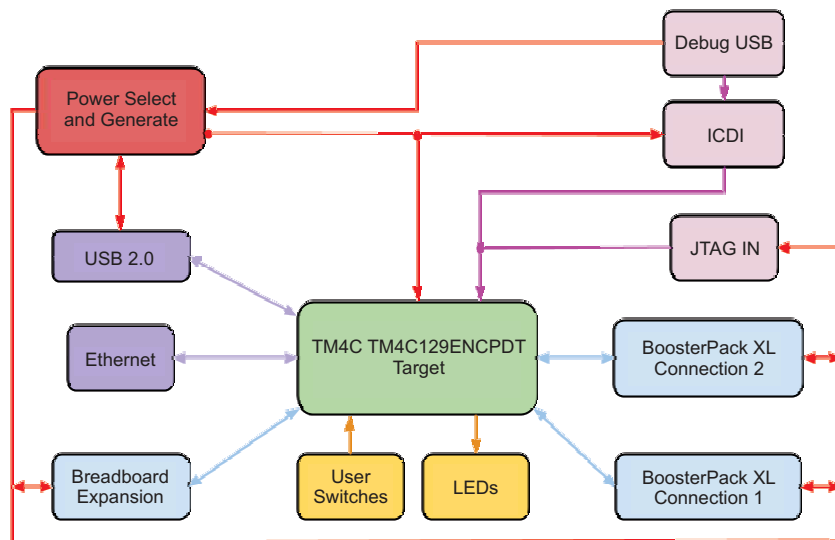 Debug USB
Power Select
and Generate
ICDI
USB 2.0
JTAG IN
TM4C TM4C129ENCPDT
Target
Ethernet
BoosterPack XL
Connection 2
Breadboard
Expansion
User
Switches
LEDs
BoosterPack XL
Connection 1